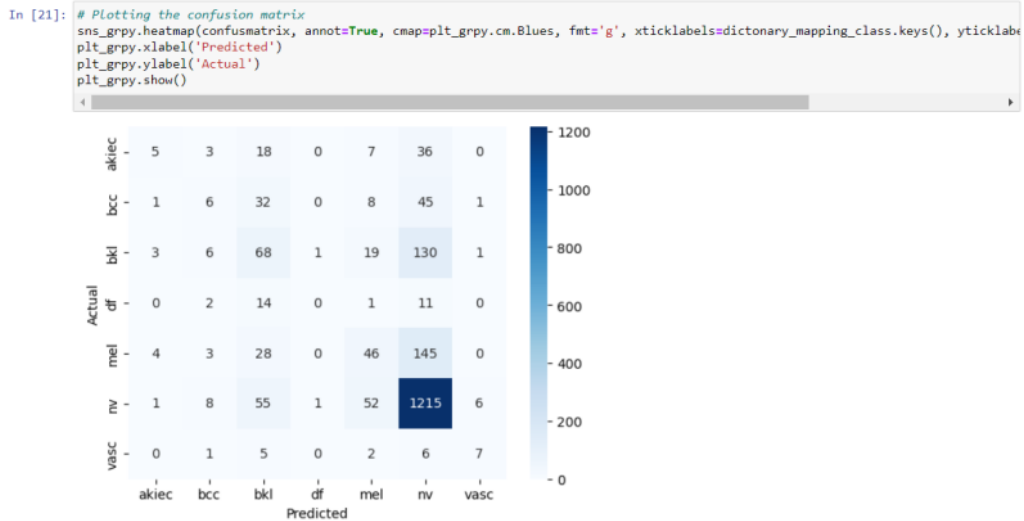 In [21]: # Plotting the confusion matrix
sns_grpy.heatmap(confusmatrix, annot=True, cmap=plt_grpy.cm.Blues, fmt='g', xticklabels=dictonary_mapping_class.keys(), yticklabe
plt_grpy.xlabel('Predicted')
plt_grpy.ylabel('Actual')
plt_grpy.show()
Actual
akiec 5 3 18 0 7 36 0
bcc 1 6 32 0 8 45 1
bkl 3 6 68 1 19 130 1
df 0 2 14 0 1 11 0
mel 4 3 28 0 46 145 0
nv 1 8 55 1 52 1215 6
vasc 0 1 5 0 2 6 7
akiec bcc bkl df mel nv vasc
Predicted
1200
1000
800
600
400
200
0